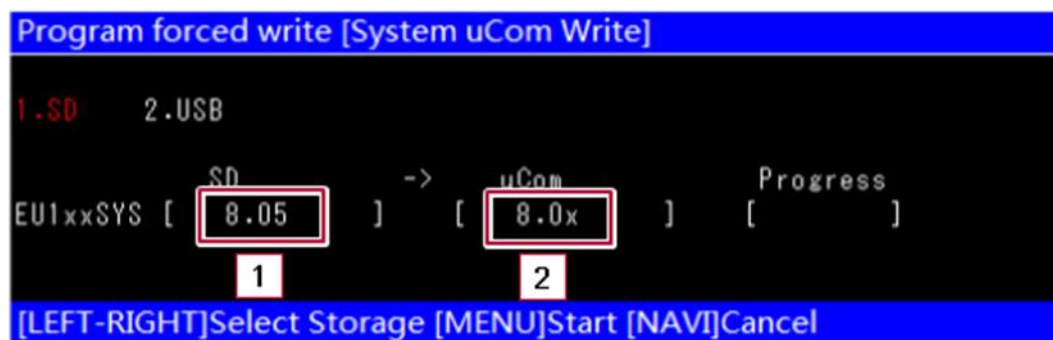 Program forced write [System uCom Write]
1.SD 2.USB
SD -> uCom Progress
EU1xxSYS [ 8.05 ] [ 8.0x ] [ ]
1 2
[LEFT-RIGHT]Select Storage [MENU]Start [NAVI]Cancel